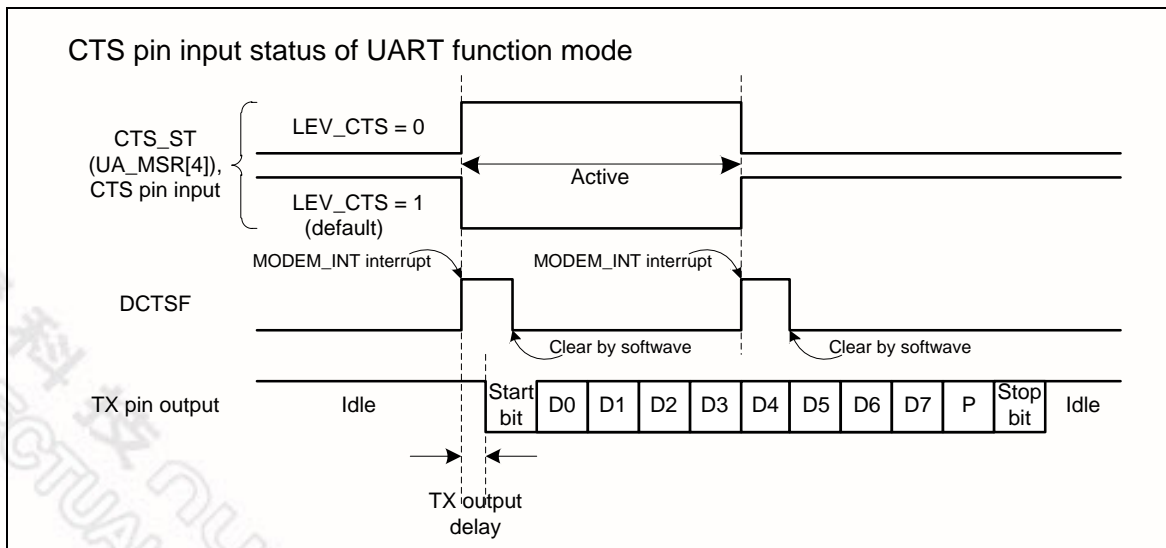 CTS pin input status of UART function mode
LEV_CTS = 0
CTS_ST
(UA_MSR[4]),
CTS pin input
Active
LEV_CTS = 1
(default)
MODEM_INT interrupt
MODEM_INT interrupt
DCTSF
Clear by softwave
Clear by softwave
TX pin output
Idle
Start
bit
D0
D1
D2
D3
D4
D5
D6
D7
P
Stop
bit
Idle
TX output
delay
科技